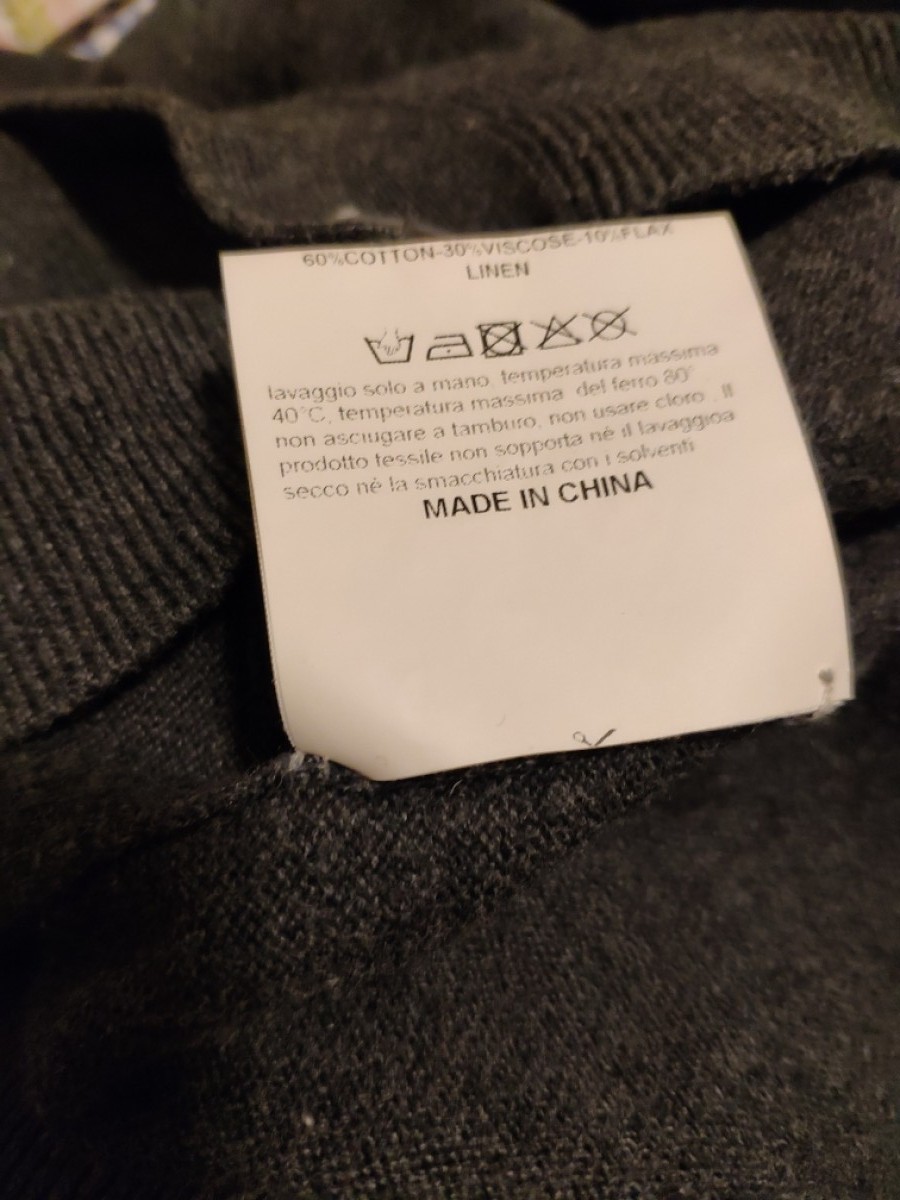 60%COTTON-30%VISCOSE-10%FLAX
LINEN
lavaggio solo a mano, temperatura massima
40°C, temperatura massima del ferro 80°
non asciugare a tamburo, non usare cloro . Il
prodotto tessile non sopporta né il lavaggioa
secco né la smacchiatura con i solventi
MADE IN CHINA